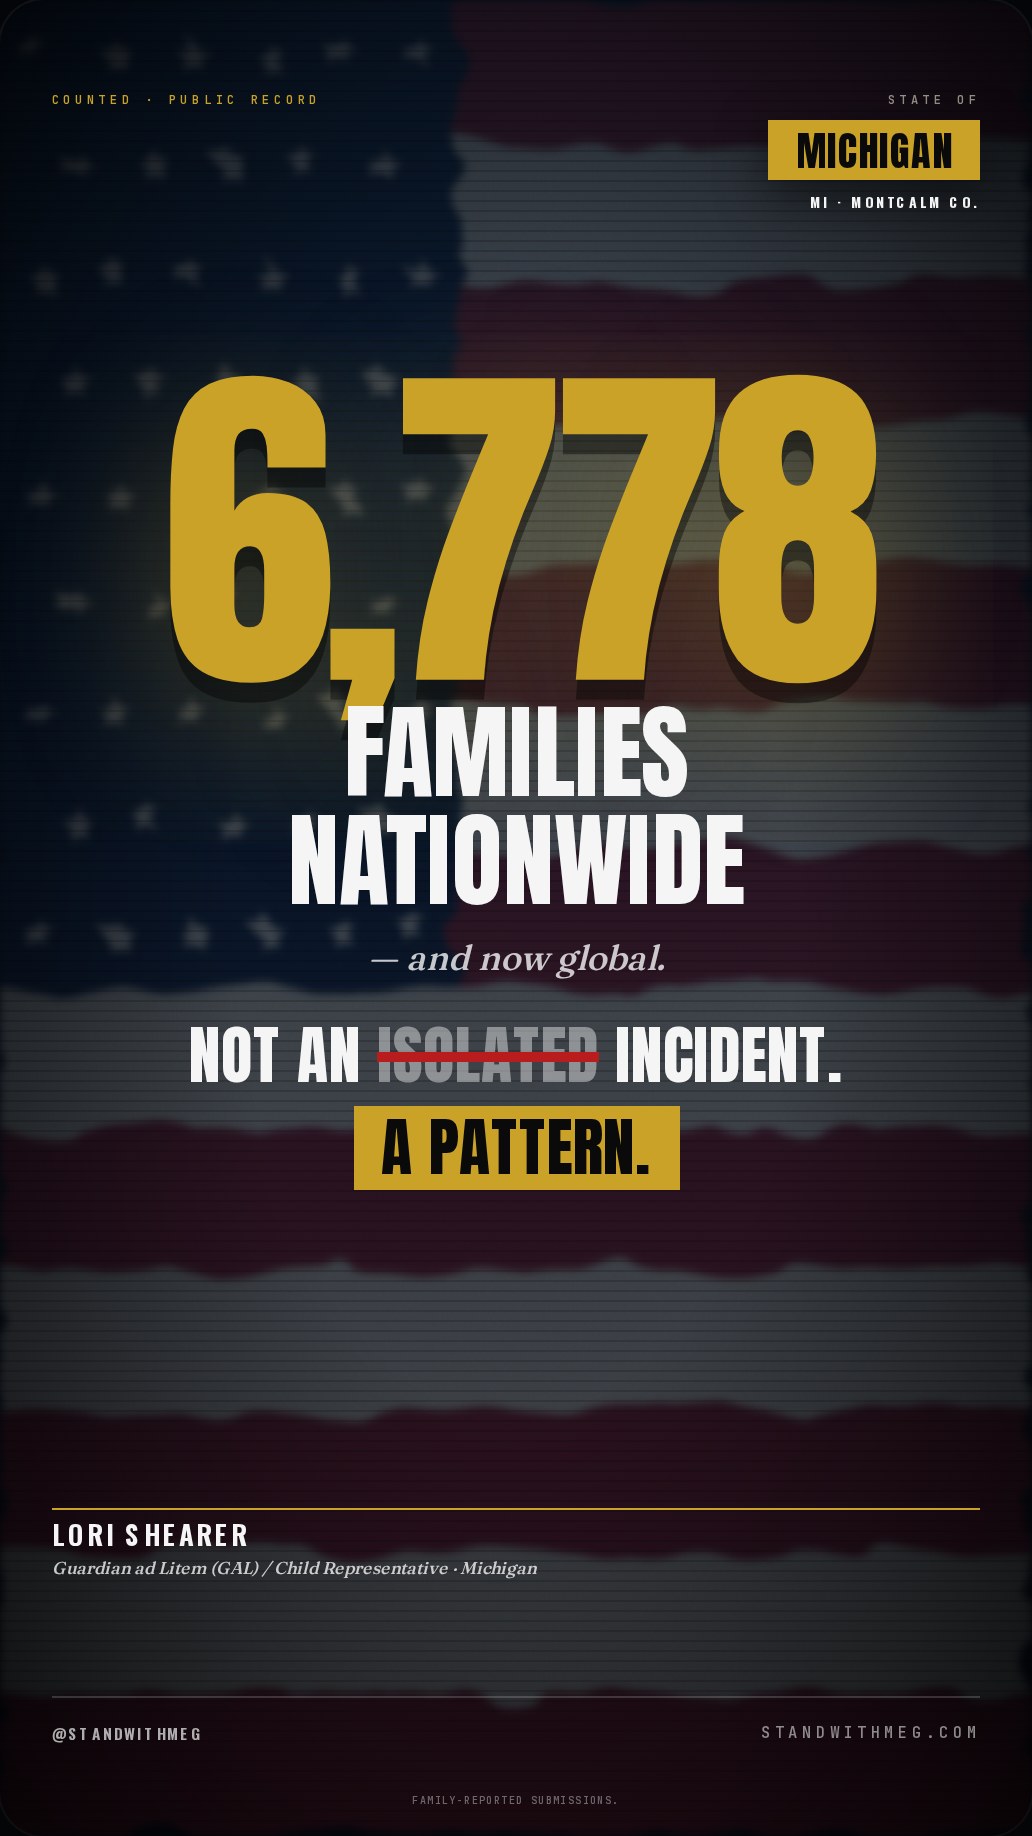 COUNTED · PUBLIC RECORD
STATE OF
MICHIGAN
MI · MONTCALM CO.
6,778
FAMILIES
NATIONWIDE
— and now global.
NOT AN ISOLATED INCIDENT.
A PATTERN.
LORI SHEARER
Guardian ad Litem (GAL) / Child Representative · Michigan
@STANDWITHMEG
STANDWITHMEG.COM
FAMILY-REPORTED SUBMISSIONS.